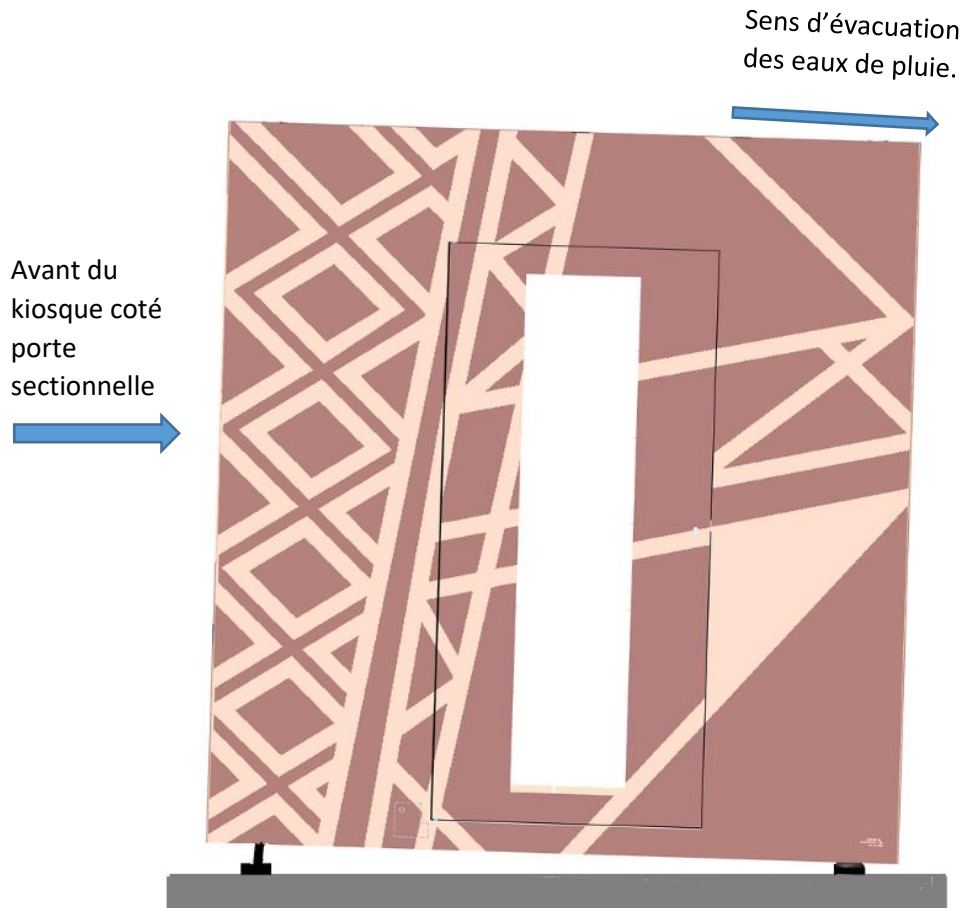 Sens d’évacuation
des eaux de pluie.
Avant du
kiosque coté
porte
sectionnelle